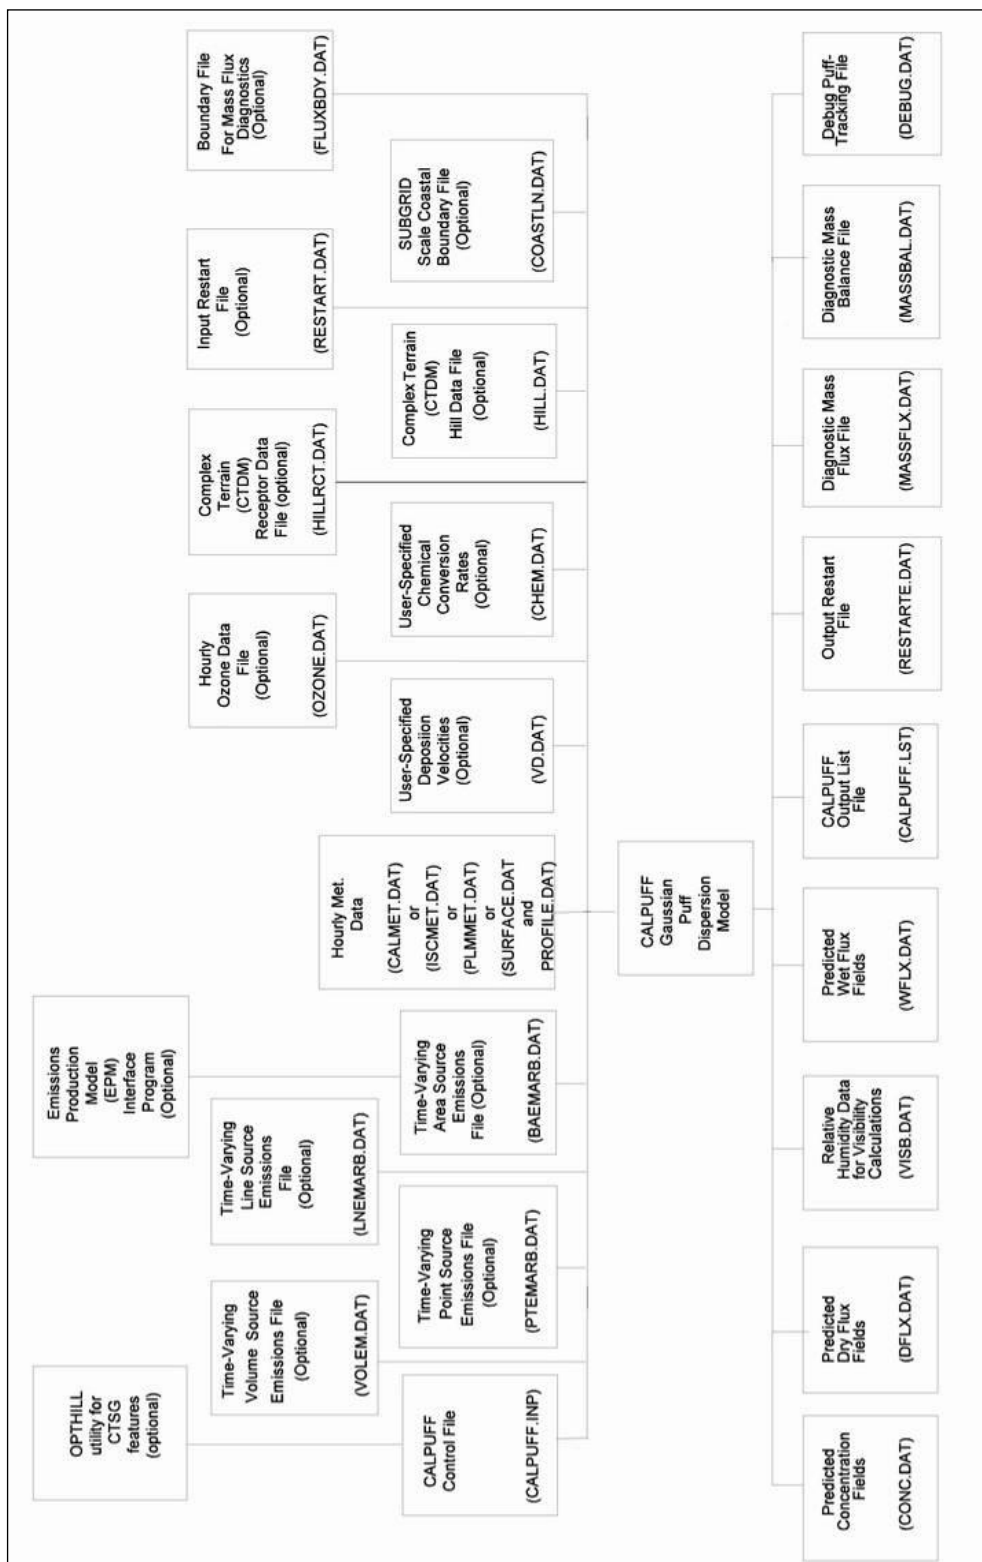 OPTHILL
utility for
CTSG
features
(optional)
Emissions
Production
Model
(EPM)
Interface
Program
(Optional)
Time-Varying
Volume Source
Emissions File
(Optional)
(VOLEM.DAT)
Time-Varying
Line Source
Emissions
File
(Optional)
(LNEMARB.DAT)
Hourly
Ozone Data
File
(Optional)
(OZONE.DAT)
Complex
Terrain
(CTDM)
Receptor Data
File (optional)
(HILLRCT.DAT)
Input Restart
File
(Optional)
(RESTART.DAT)
Boundary File
For Mass Flux
Diagnostics
(Optional)
(FLUXBDY.DAT)
CALPUFF
Control File
(CALPUFF.INP)
Time-Varying
Point Source
Emissions File
(Optional)
(PTEMARB.DAT)
Time-Varying
Area Source
Emissions
File (Optional)
(BAEMARB.DAT)
Hourly Met.
Data
(CALMET.DAT)
or
(ISCMET.DAT)
or
(PLMMET.DAT)
or
(SURFACE.DAT
and
PROFILE.DAT)
User-Specified
Deposiion
Velocities
(Optional)
(VD.DAT)
User-Specified
Chemical
Conversion
Rates
(Optional)
(CHEM.DAT)
Complex Terrain
(CTDM)
Hill Data File
(Optional)
(HILL.DAT)
SUBGRID
Scale Coastal
Boundary File
(Optional)
(COASTLN.DAT)
CALPUFF
Gaussian
Puff
Dispersion
Model
Predicted
Concentration
Fields
(CONC.DAT)
Predicted
Dry Flux
Fields
(DFLX.DAT)
Relative
Humidity Data
for Visibility
Calculations
(VISB.DAT)
Predicted
Wet Flux
Fields
(WFLX.DAT)
CALPUFF
Output List
File
(CALPUFF.LST)
Output Restart
File
(RESTARTE.DAT)
Diagnostic Mass
Flux File
(MASSFLX.DAT)
Diagnostic Mass
Balance File
(MASSBAL.DAT)
Debug Puff-
Tracking File
(DEBUG.DAT)